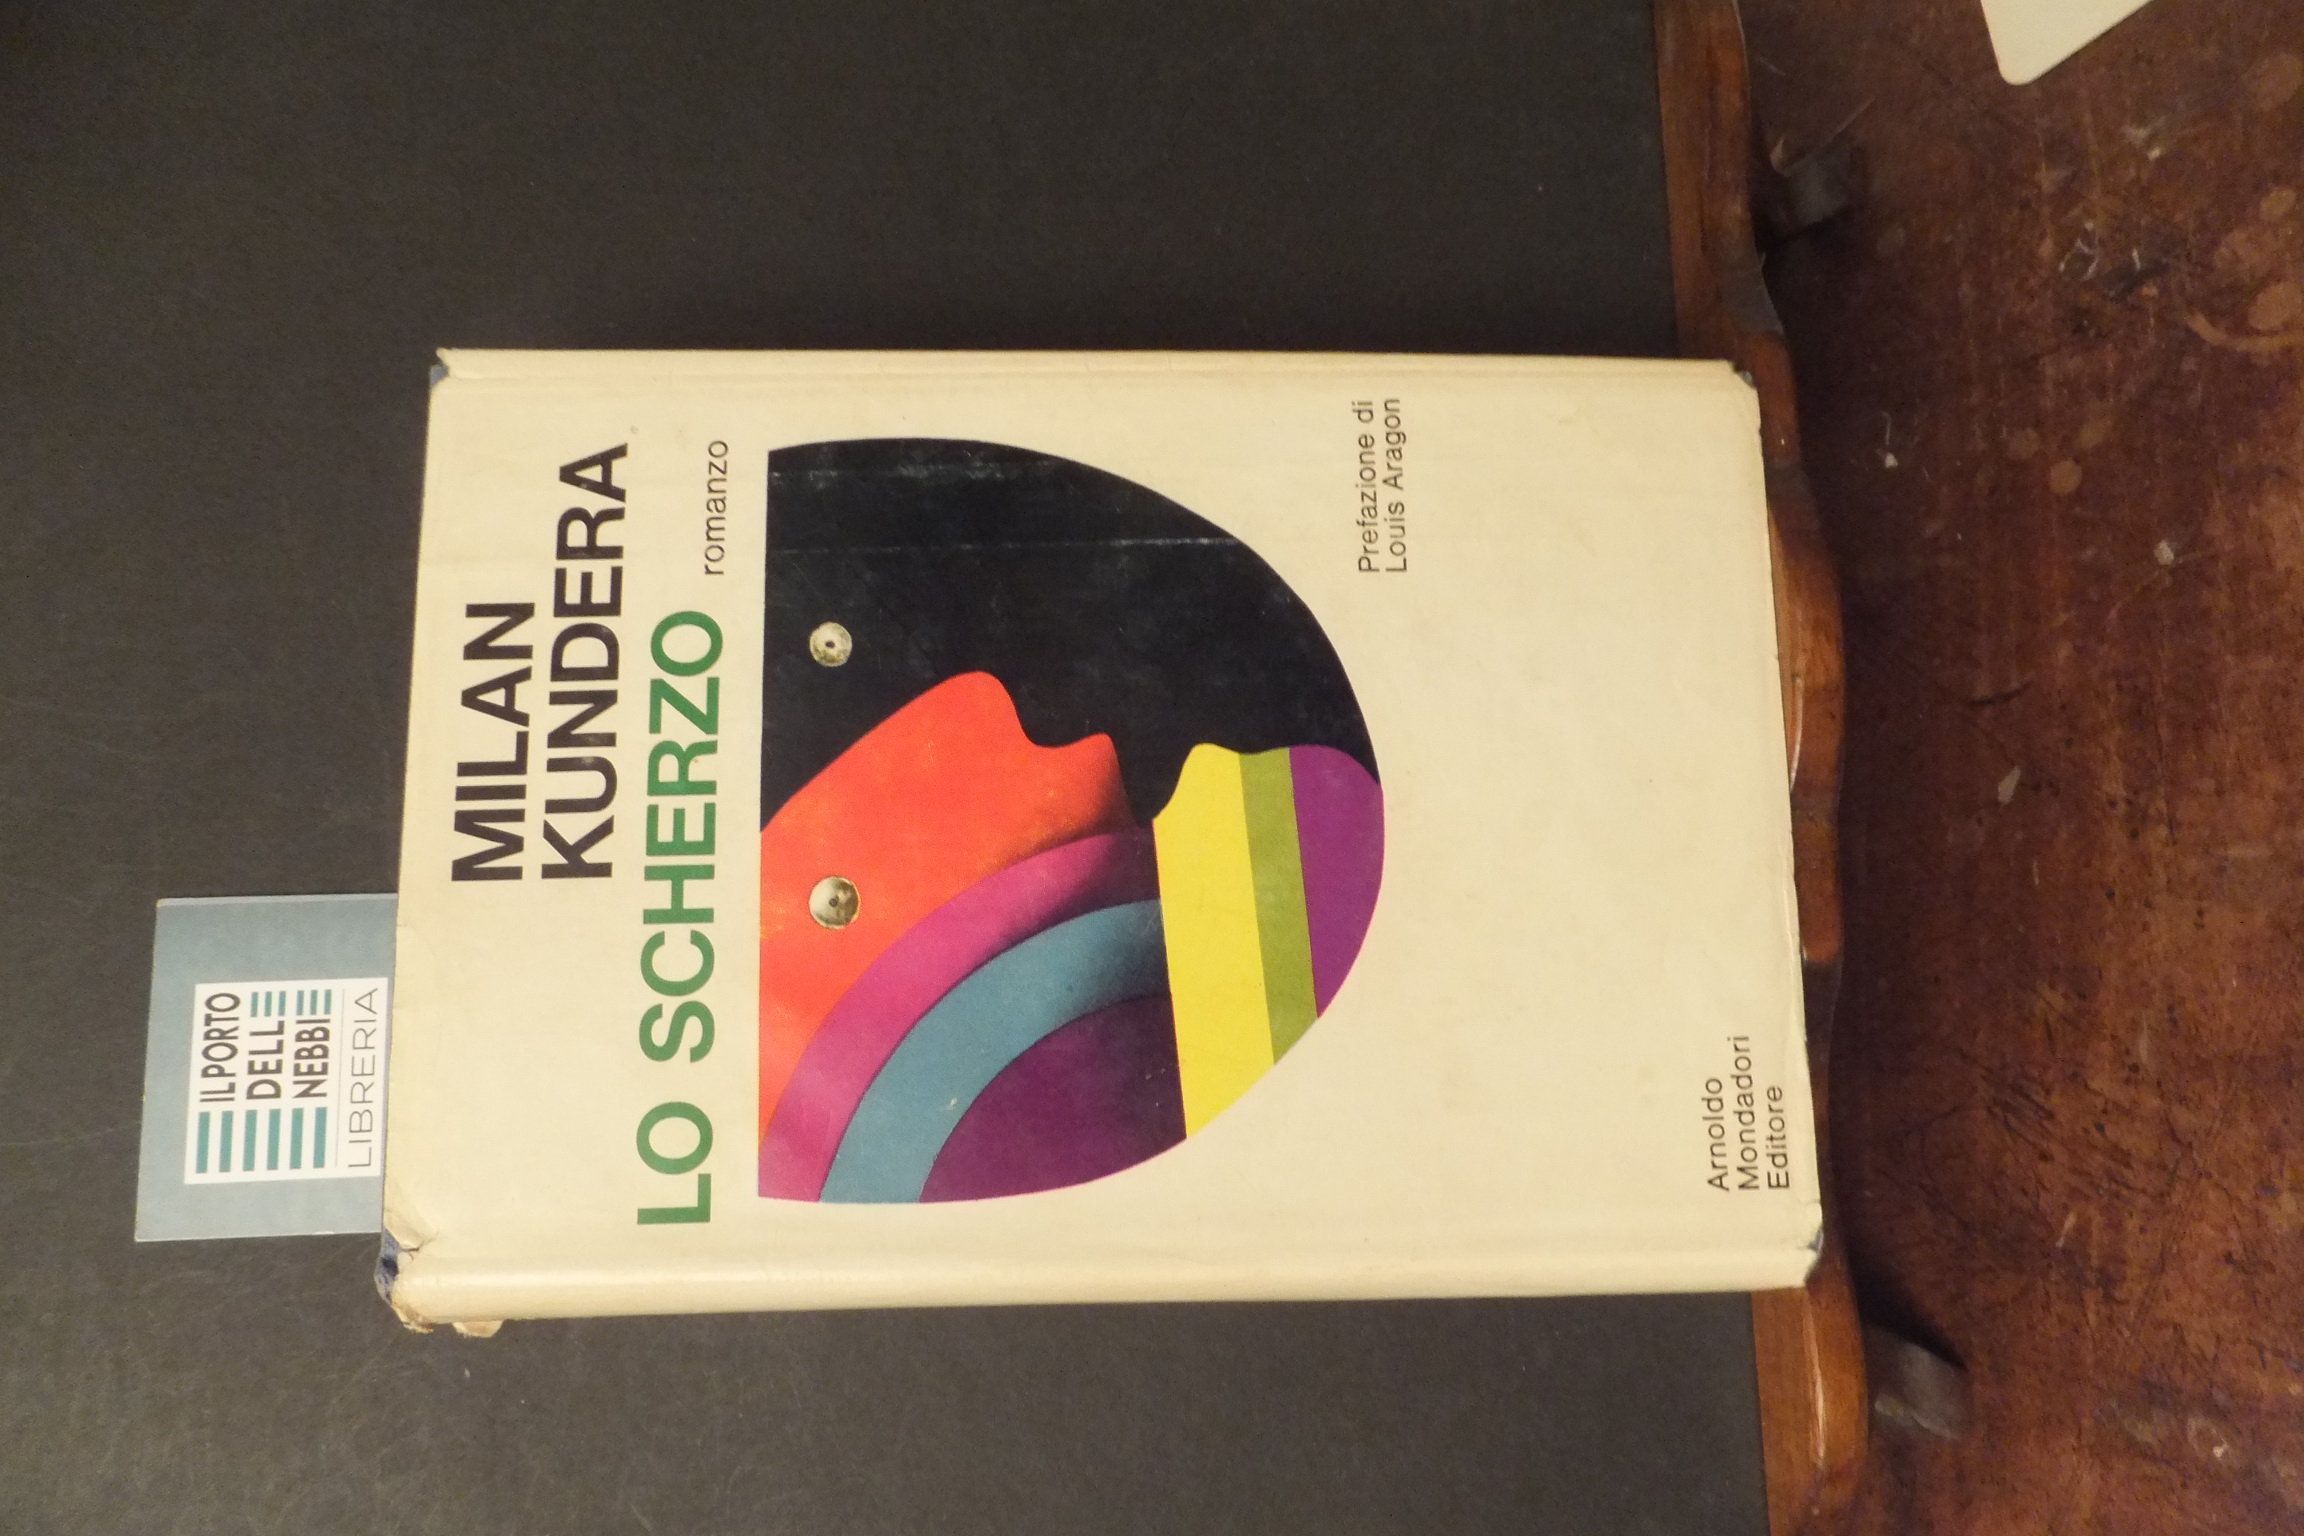 IL PORTO
DELLE
NEBBIE
LIBRERIA
MILAN
KUNDERA
LO SCHERZO
romanzo
Prefazione di
Louis Aragon
Arnoldo
Mondadori
Editore